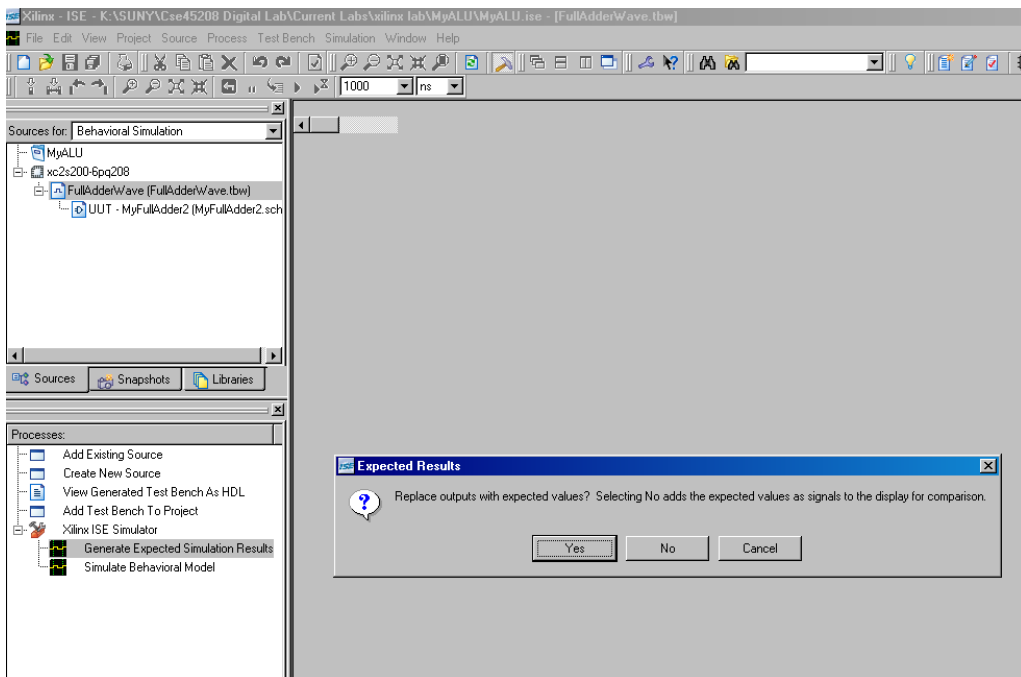 Xilinx - ISE - K:\SUNY\Cse45208 Digital Lab\Current Labs\xilinx lab\MyALU\MyALU.ise - [FullAdderWave.tbw]
File Edit View Project Source Process Test Bench Simulation Window Help
1000 ns
Sources for: Behavioral Simulation
MyALU
xc2s200-6pq208
FullAdderWave (FullAdderWave.tbw)
UUT - MyFullAdder2 (MyFullAdder2.sch
Sources Snapshots Libraries
Processes:
Add Existing Source
Create New Source
View Generated Test Bench As HDL
Add Test Bench To Project
Xilinx ISE Simulator
Generate Expected Simulation Results
Simulate Behavioral Model
ISE Expected Results
Replace outputs with expected values? Selecting No adds the expected values as signals to the display for comparison.
Yes No Cancel